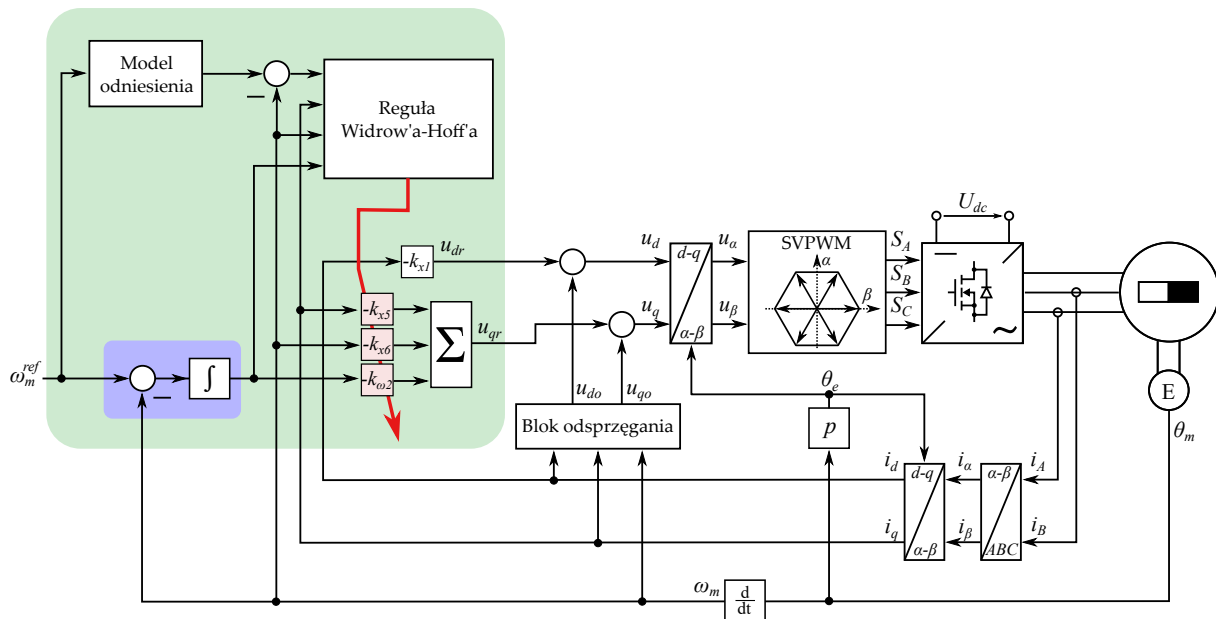 Model
odniesienia
Reguła
Widrow'a-Hoff'a
U_dc
-k_x1
u_dr
u_d
d-q
u_α
SVPWM
α
β
S_A
S_B
S_C
-k_x5
-k_x6
-k_ω2
Σ
u_qr
u_q
α-β
u_β
ω_m^ref
∫
u_do
u_qo
θ_e
E
θ_m
Blok odsprzęgania
p
i_d
d-q
i_α
α-β
i_A
i_q
α-β
i_β
ABC
i_B
ω_m
d
dt